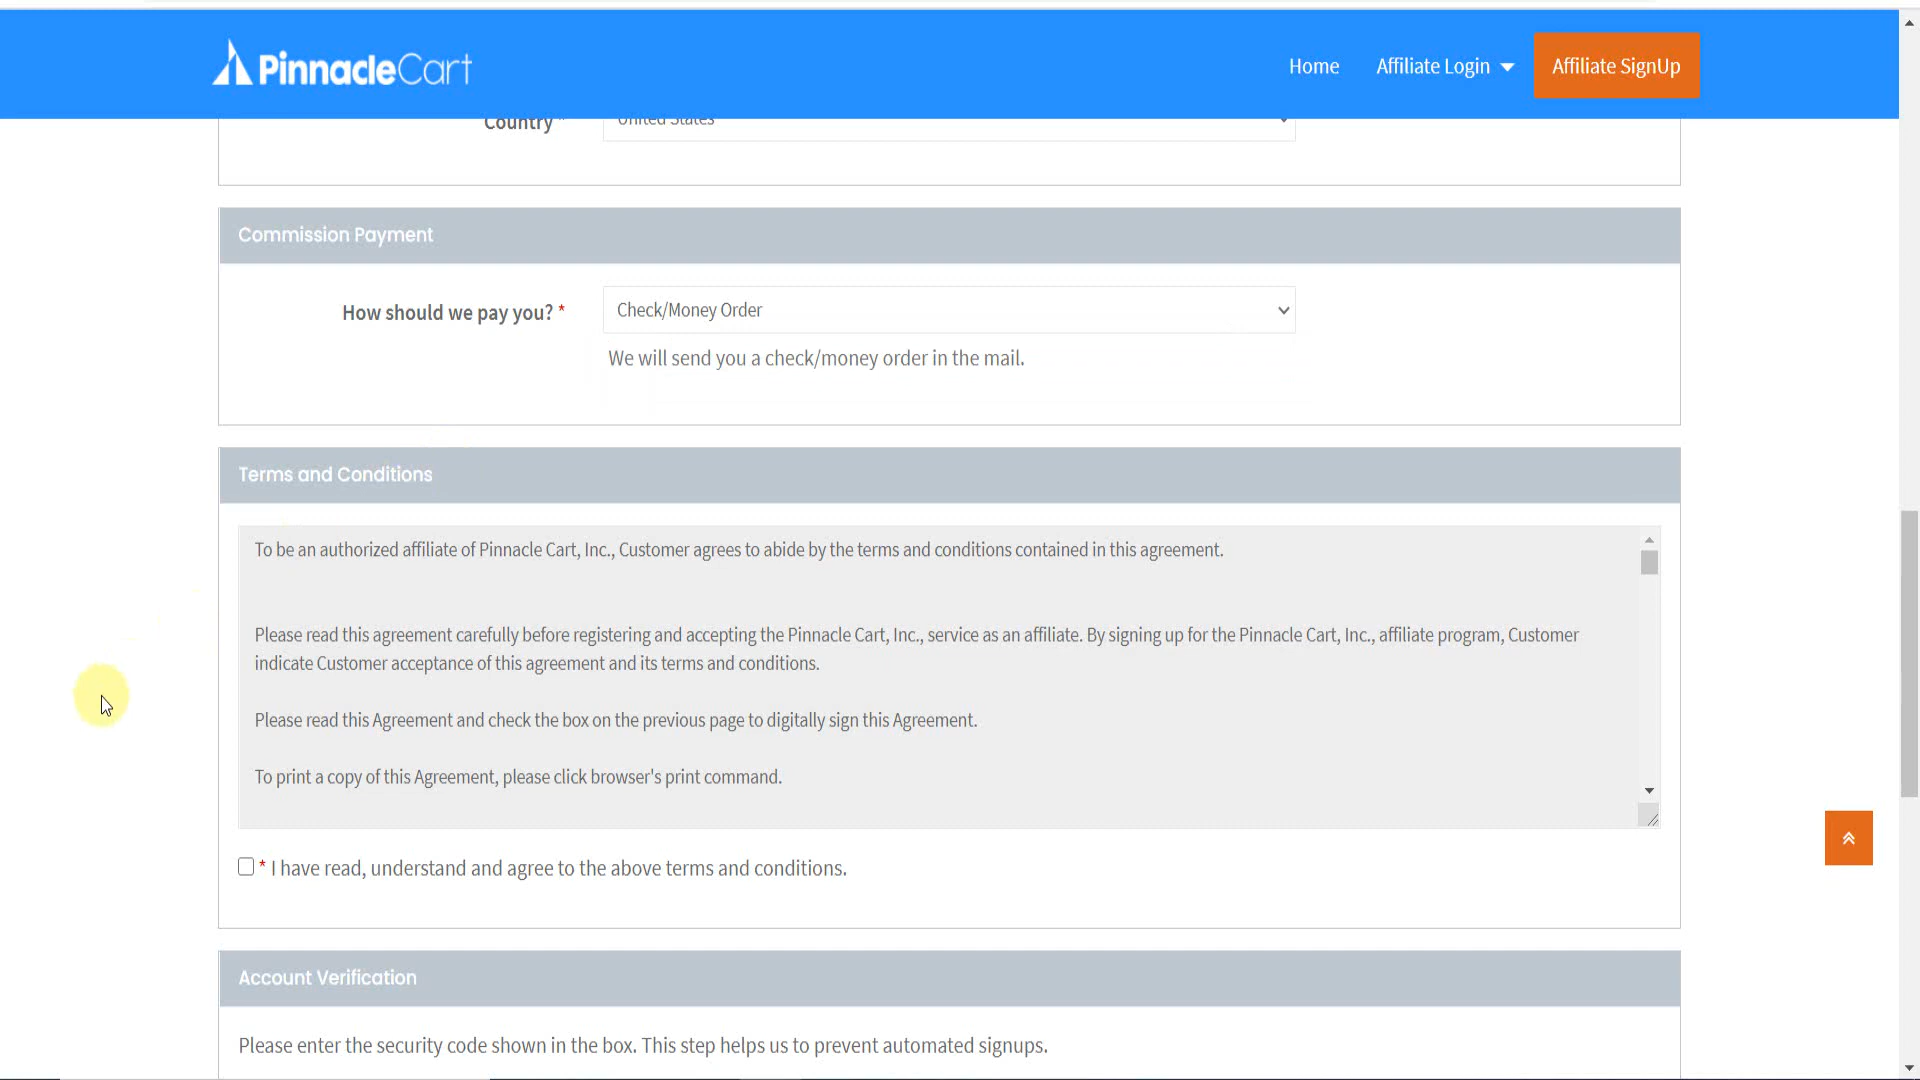 PinnacleCart
Home
Affiliate Login
Affiliate SignUp
Country *
United States
Commission Payment
How should we pay you? *
Check/Money Order
We will send you a check/money order in the mail.
Terms and Conditions
To be an authorized affiliate of Pinnacle Cart, Inc., Customer agrees to abide by the terms and conditions contained in this agreement.
Please read this agreement carefully before registering and accepting the Pinnacle Cart, Inc., service as an affiliate. By signing up for the Pinnacle Cart, Inc., affiliate program, Customer
indicate Customer acceptance of this agreement and its terms and conditions.
Please read this Agreement and check the box on the previous page to digitally sign this Agreement.
To print a copy of this Agreement, please click browser's print command.
* I have read, understand and agree to the above terms and conditions.
Account Verification
Please enter the security code shown in the box. This step helps us to prevent automated signups.